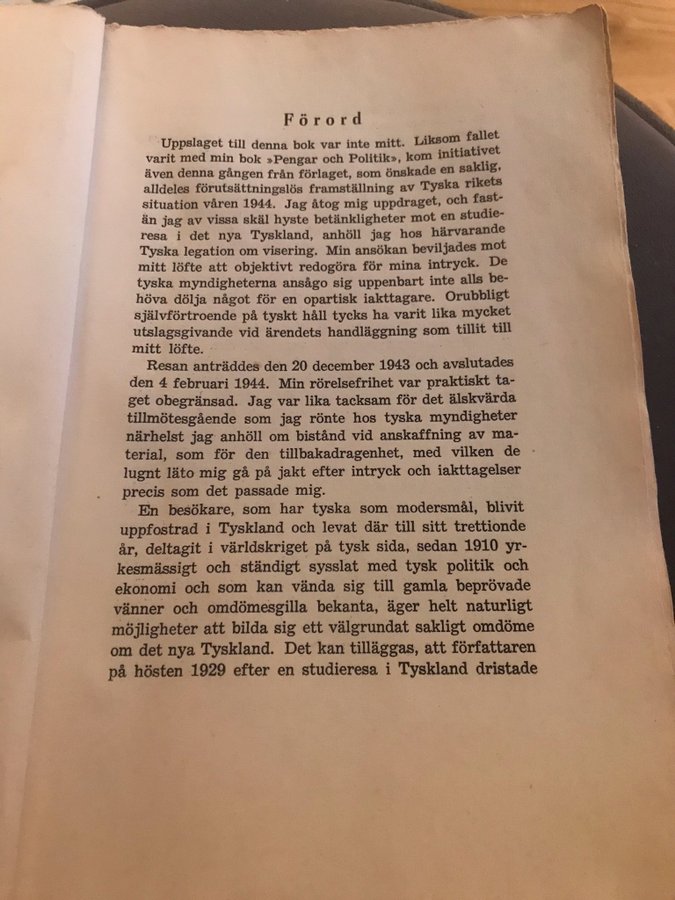 Förord
Uppslaget till denna bok var inte mitt. Liksom fallet
varit med min bok »Pengar och Politik», kom initiativet
även denna gången från förlaget, som önskade en saklig,
alldeles förutsättningslös framställning av Tyska rikets
situation våren 1944. Jag åtog mig uppdraget, och fast-
än jag av vissa skäl hyste betänkligheter mot en studie-
resa i det nya Tyskland, anhöll jag hos härvarande
Tyska legation om visering. Min ansökan beviljades mot
mitt löfte att objektivt redogöra för mina intryck. De
tyska myndigheterna ansågo sig uppenbart inte alls be-
höva dölja något för en opartisk iakttagare. Orubbligt
självförtroende på tyskt håll tycks ha varit lika mycket
utslagsgivande vid ärendets handläggning som tillit till
mitt löfte.
Resan anträddes den 20 december 1943 och avslutades
den 4 februari 1944. Min rörelsefrihet var praktiskt ta-
get obegränsad. Jag var lika tacksam för det älskvärda
tillmötesgående som jag rönte hos tyska myndigheter
närhelst jag anhöll om bistånd vid anskaffning av ma-
terial, som för den tillbakadragenhet, med vilken de
lugnt läto mig gå på jakt efter intryck och iakttagelser
precis som det passade mig.
En besökare, som har tyska som modersmål, blivit
uppfostrad i Tyskland och levat där till sitt trettionde
år, deltagit i världskriget på tysk sida, sedan 1910 yr-
kesmässigt och ständigt sysslat med tysk politik och
ekonomi och som kan vända sig till gamla beprövade
vänner och omdömesgilla bekanta, äger helt naturligt
möjligheter att bilda sig ett välgrundat sakligt omdöme
om det nya Tyskland. Det kan tilläggas, att författaren
på hösten 1929 efter en studieresa i Tyskland dristade